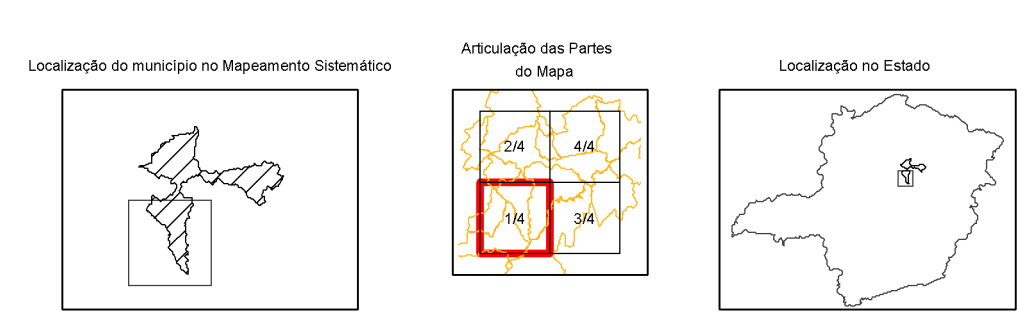 Localização do município no Mapeamento Sistemático
Articulação das Partes
do Mapa
Localização no Estado
2/4
4/4
1/4
3/4